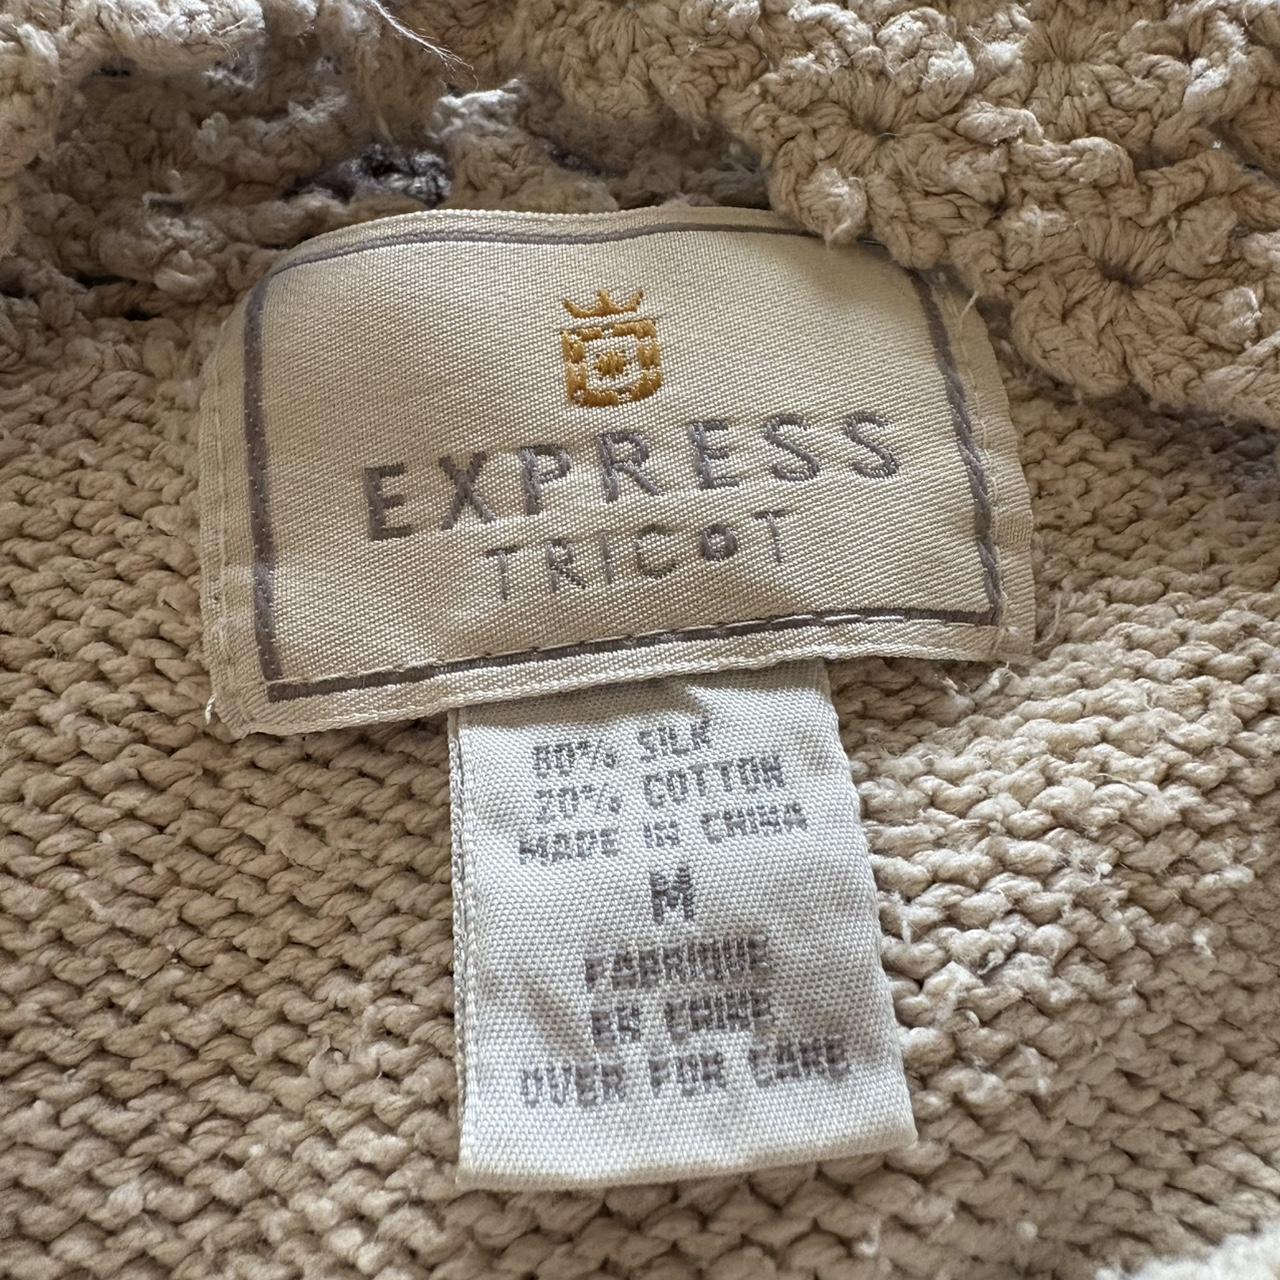 EXPRESS
TRICOT
80% SILK
20% COTTON
MADE IN CHINA
M
FABRIQUE
EN CHINE
OVER FOR CARE